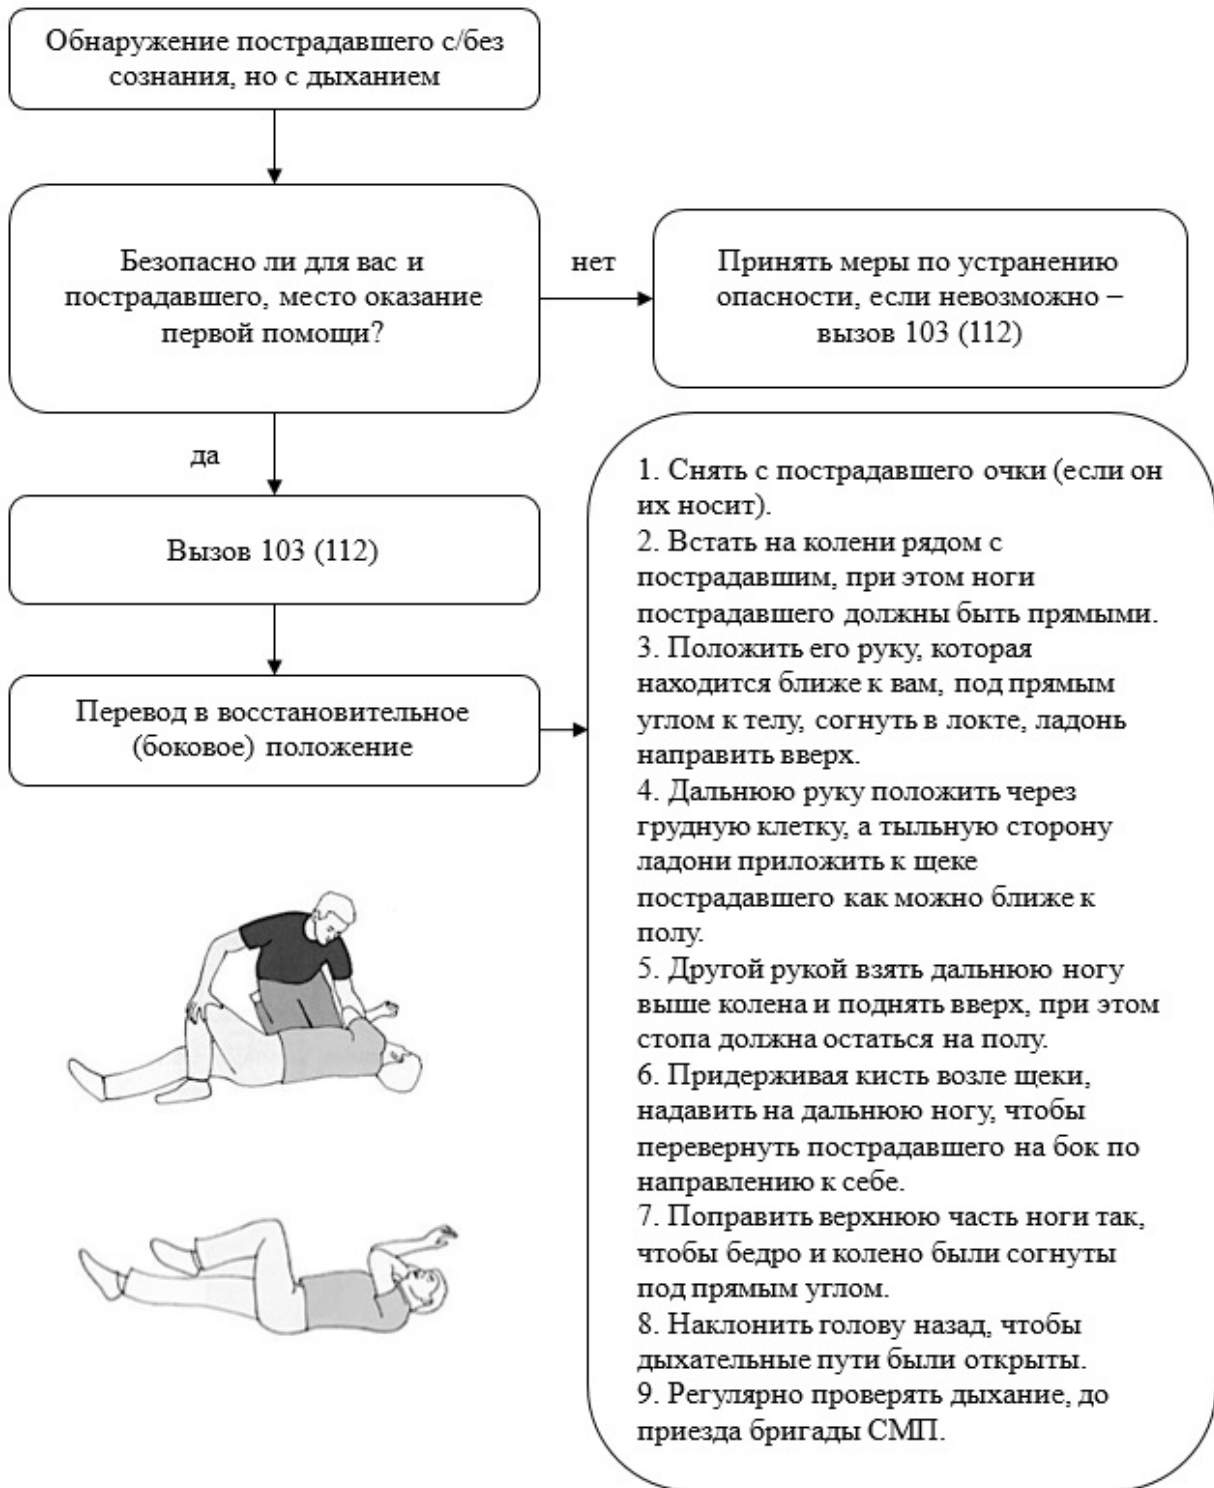 Обнаружение пострадавшего с/без
сознания, но с дыханием
Безопасно ли для вас и
пострадавшего, место оказание
первой помощи?
нет
Принять меры по устранению
опасности, если невозможно –
вызов 103 (112)
да
Вызов 103 (112)
Перевод в восстановительное
(боковое) положение
1. Снять с пострадавшего очки (если он
их носит).
2. Встать на колени рядом с
пострадавшим, при этом ноги
пострадавшего должны быть прямыми.
3. Положить его руку, которая
находится ближе к вам, под прямым
углом к телу, согнуть в локте, ладонь
направить вверх.
4. Дальнюю руку положить через
грудную клетку, а тыльную сторону
ладони приложить к щеке
пострадавшего как можно ближе к
полу.
5. Другой рукой взять дальнюю ногу
выше колена и поднять вверх, при этом
стопа должна остаться на полу.
6. Придерживая кисть возле щеки,
надавить на дальнюю ногу, чтобы
перевернуть пострадавшего на бок по
направлению к себе.
7. Поправить верхнюю часть ноги так,
чтобы бедро и колено были согнуты
под прямым углом.
8. Наклонить голову назад, чтобы
дыхательные пути были открыты.
9. Регулярно проверять дыхание, до
приезда бригады СМП.